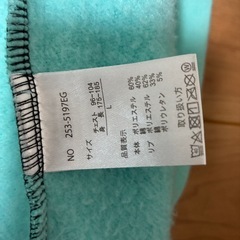 NO 253-5197EG
サイズ
チェスト 96-104
身長 175-185
L
品質表示
ポリエステル 60%
綿 40%
リブ ポリエステル 62%
綿 33%
ポリウレタン 5%
取り扱い方